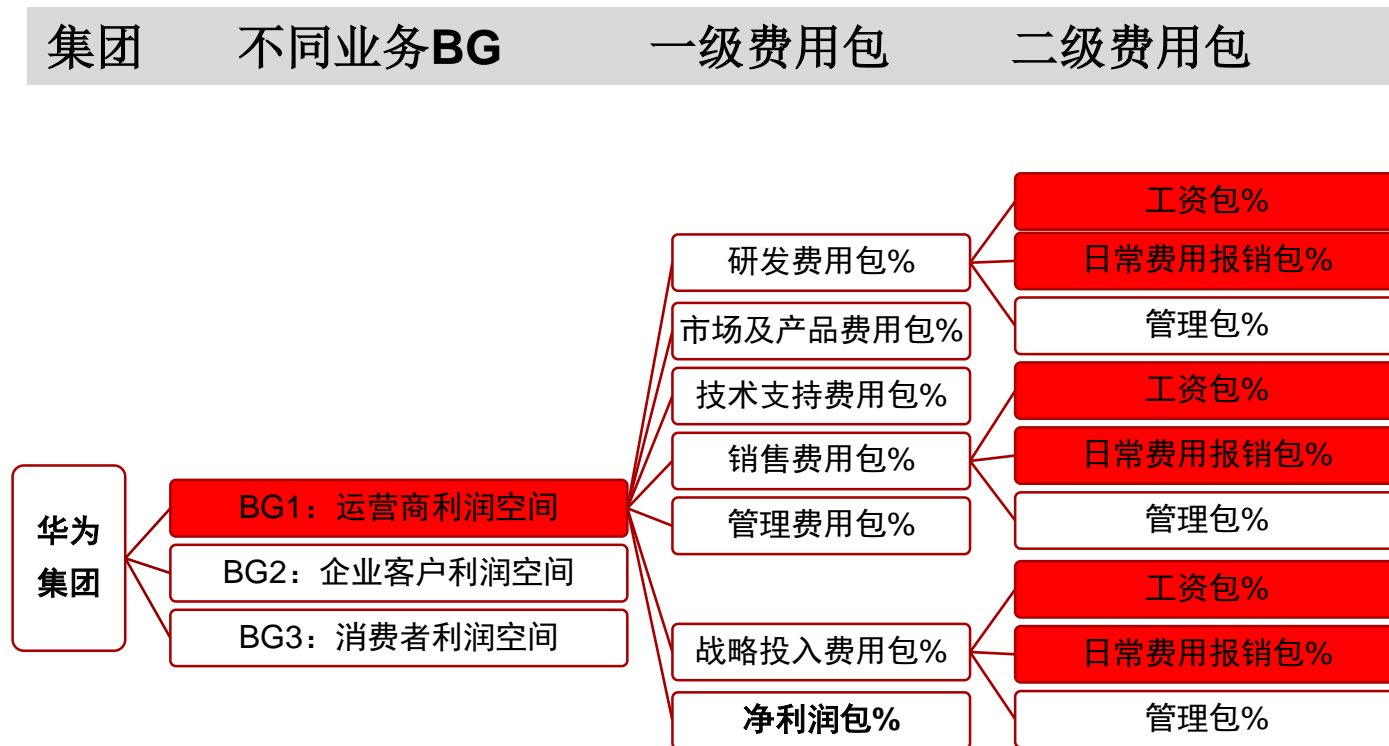 集团 不同业务BG 一级费用包 二级费用包
华为
集团
BG1：运营商利润空间
BG2：企业客户利润空间
BG3：消费者利润空间
研发费用包%
市场及产品费用包%
技术支持费用包%
销售费用包%
管理费用包%
战略投入费用包%
净利润包%
工资包%
日常费用报销包%
管理包%
工资包%
日常费用报销包%
管理包%
工资包%
日常费用报销包%
管理包%